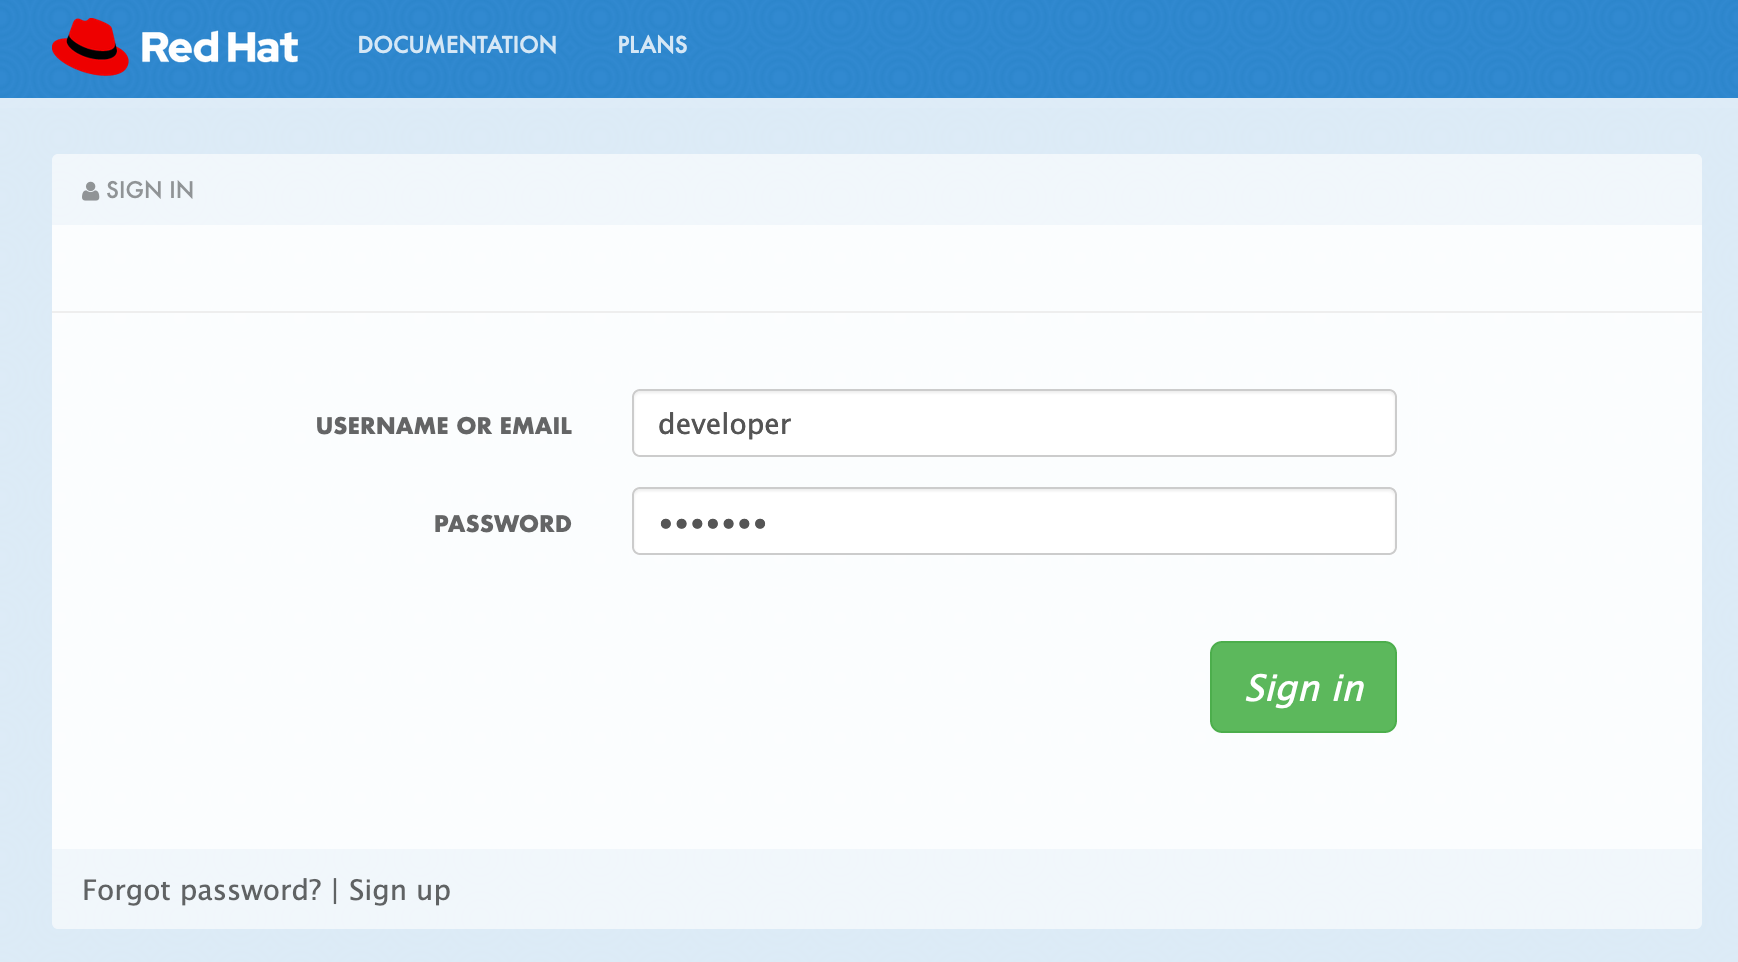 Red Hat DOCUMENTATION PLANS
SIGN IN
USERNAME OR EMAIL developer
PASSWORD •••••••
Sign in
Forgot password? | Sign up